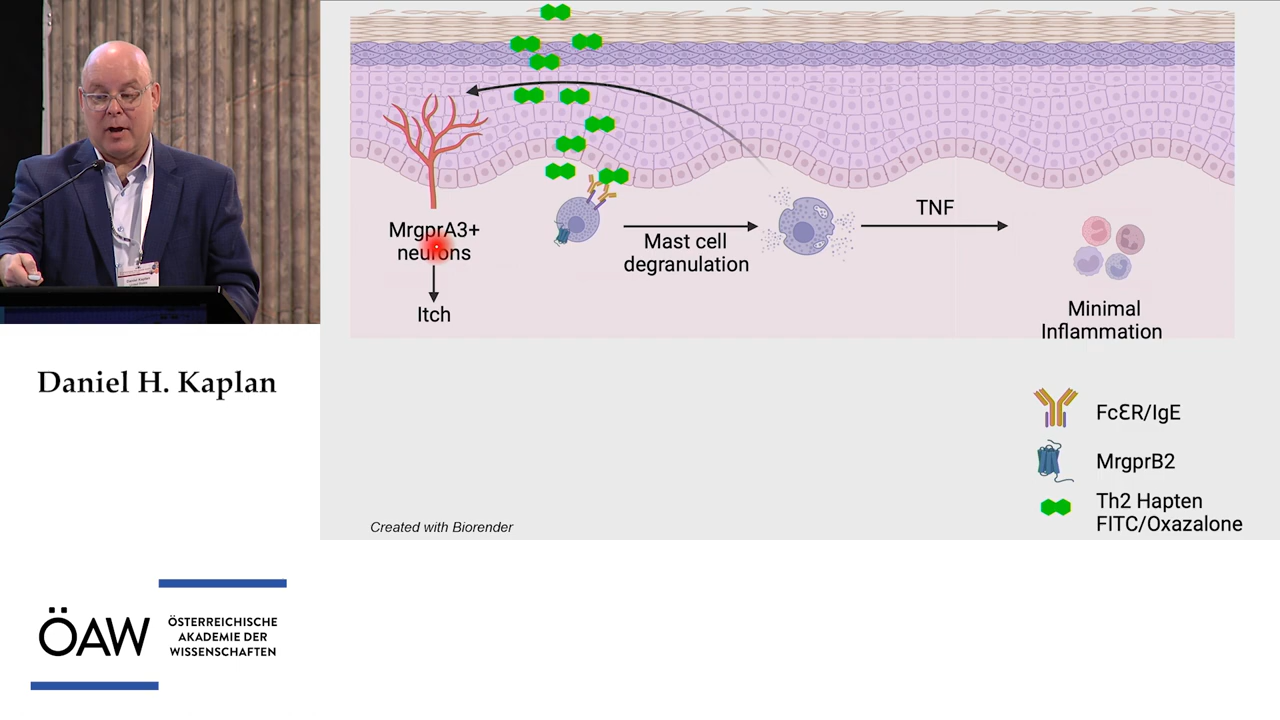 MrgprA3+
neurons
Itch
Mast cell
degranulation
TNF
Minimal
Inflammation
FcƐR/IgE
MrgprB2
Th2 Hapten
FITC/Oxazalone
Created with Biorender
Daniel H. Kaplan
ÖAW
ÖSTERREICHISCHE
AKADEMIE DER
WISSENSCHAFTEN